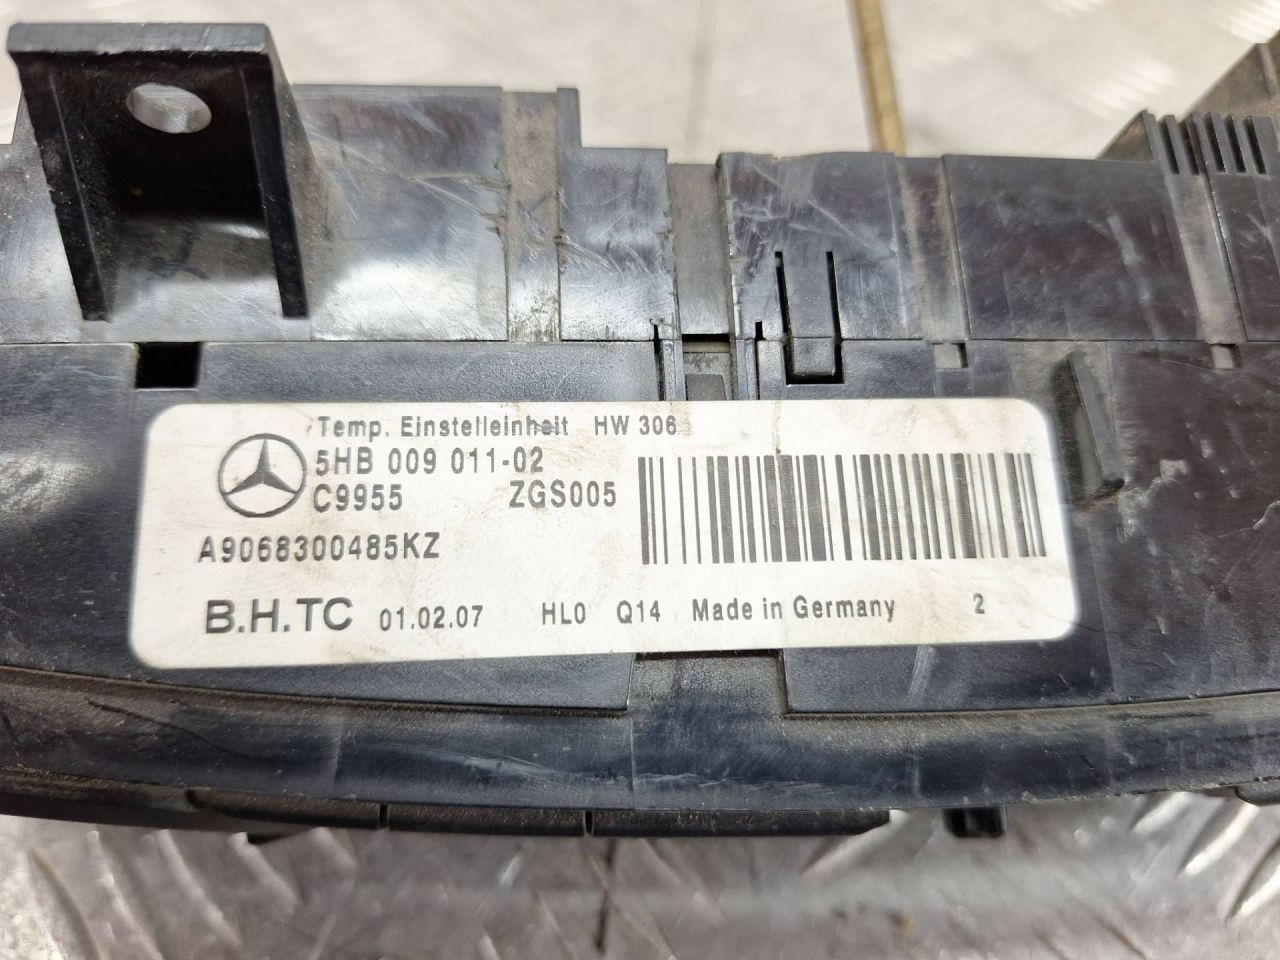 Temp. Einstelleinheit HW 306
5HB 009 011-02
C9955 ZGS005
A9068300485KZ
B.H.TC 01.02.07 HL0 Q14 Made in Germany 2